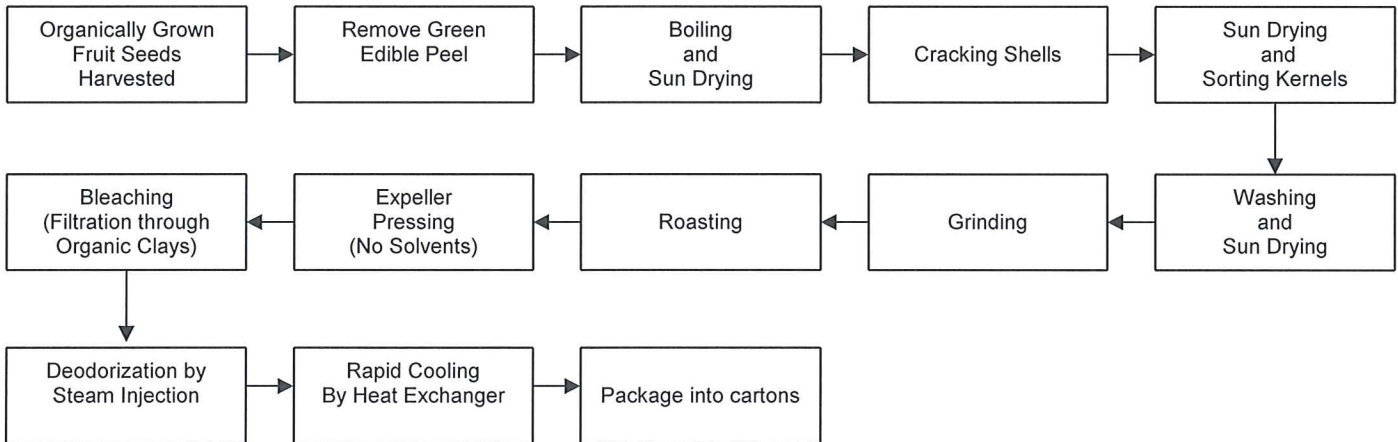 Organically Grown
Fruit Seeds
Harvested
Remove Green
Edible Peel
Boiling
and
Sun Drying
Cracking Shells
Sun Drying
and
Sorting Kernels
Washing
and
Sun Drying
Grinding
Roasting
Expeller
Pressing
(No Solvents)
Bleaching
(Filtration through
Organic Clays)
Deodorization by
Steam Injection
Rapid Cooling
By Heat Exchanger
Package into cartons